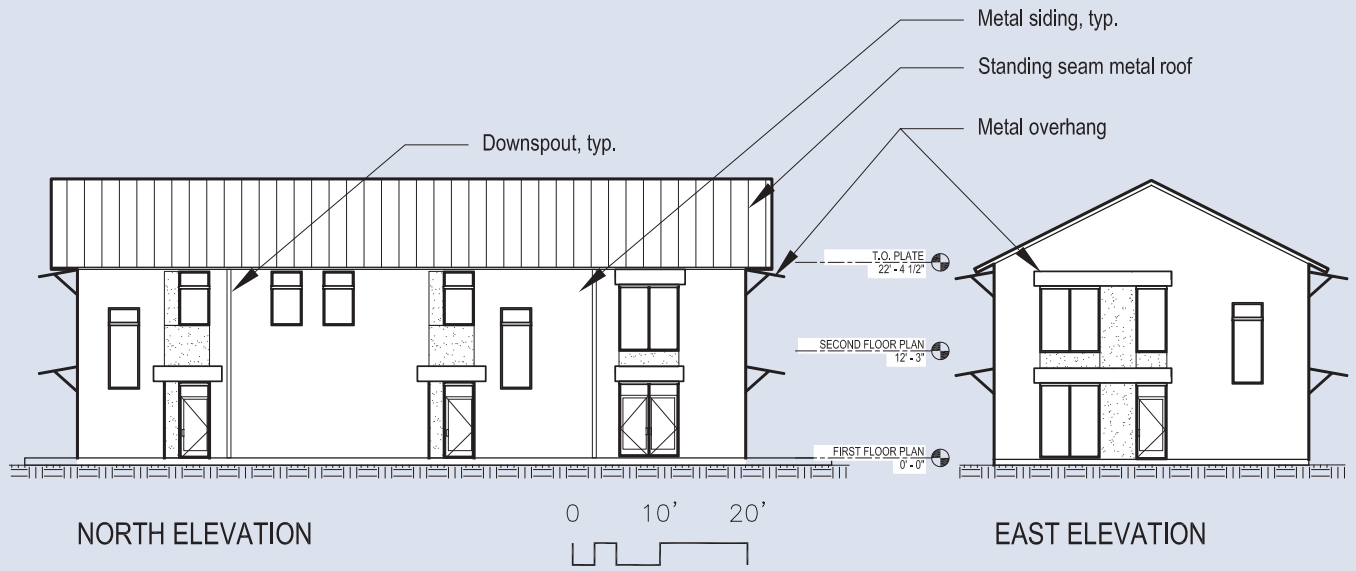 Metal siding, typ.
Standing seam metal roof
Metal overhang
Downspout, typ.
T.O. PLATE
22' - 4 1/2"
SECOND FLOOR PLAN
12' - 3"
FIRST FLOOR PLAN
0' - 0"
NORTH ELEVATION
0 10' 20'
EAST ELEVATION